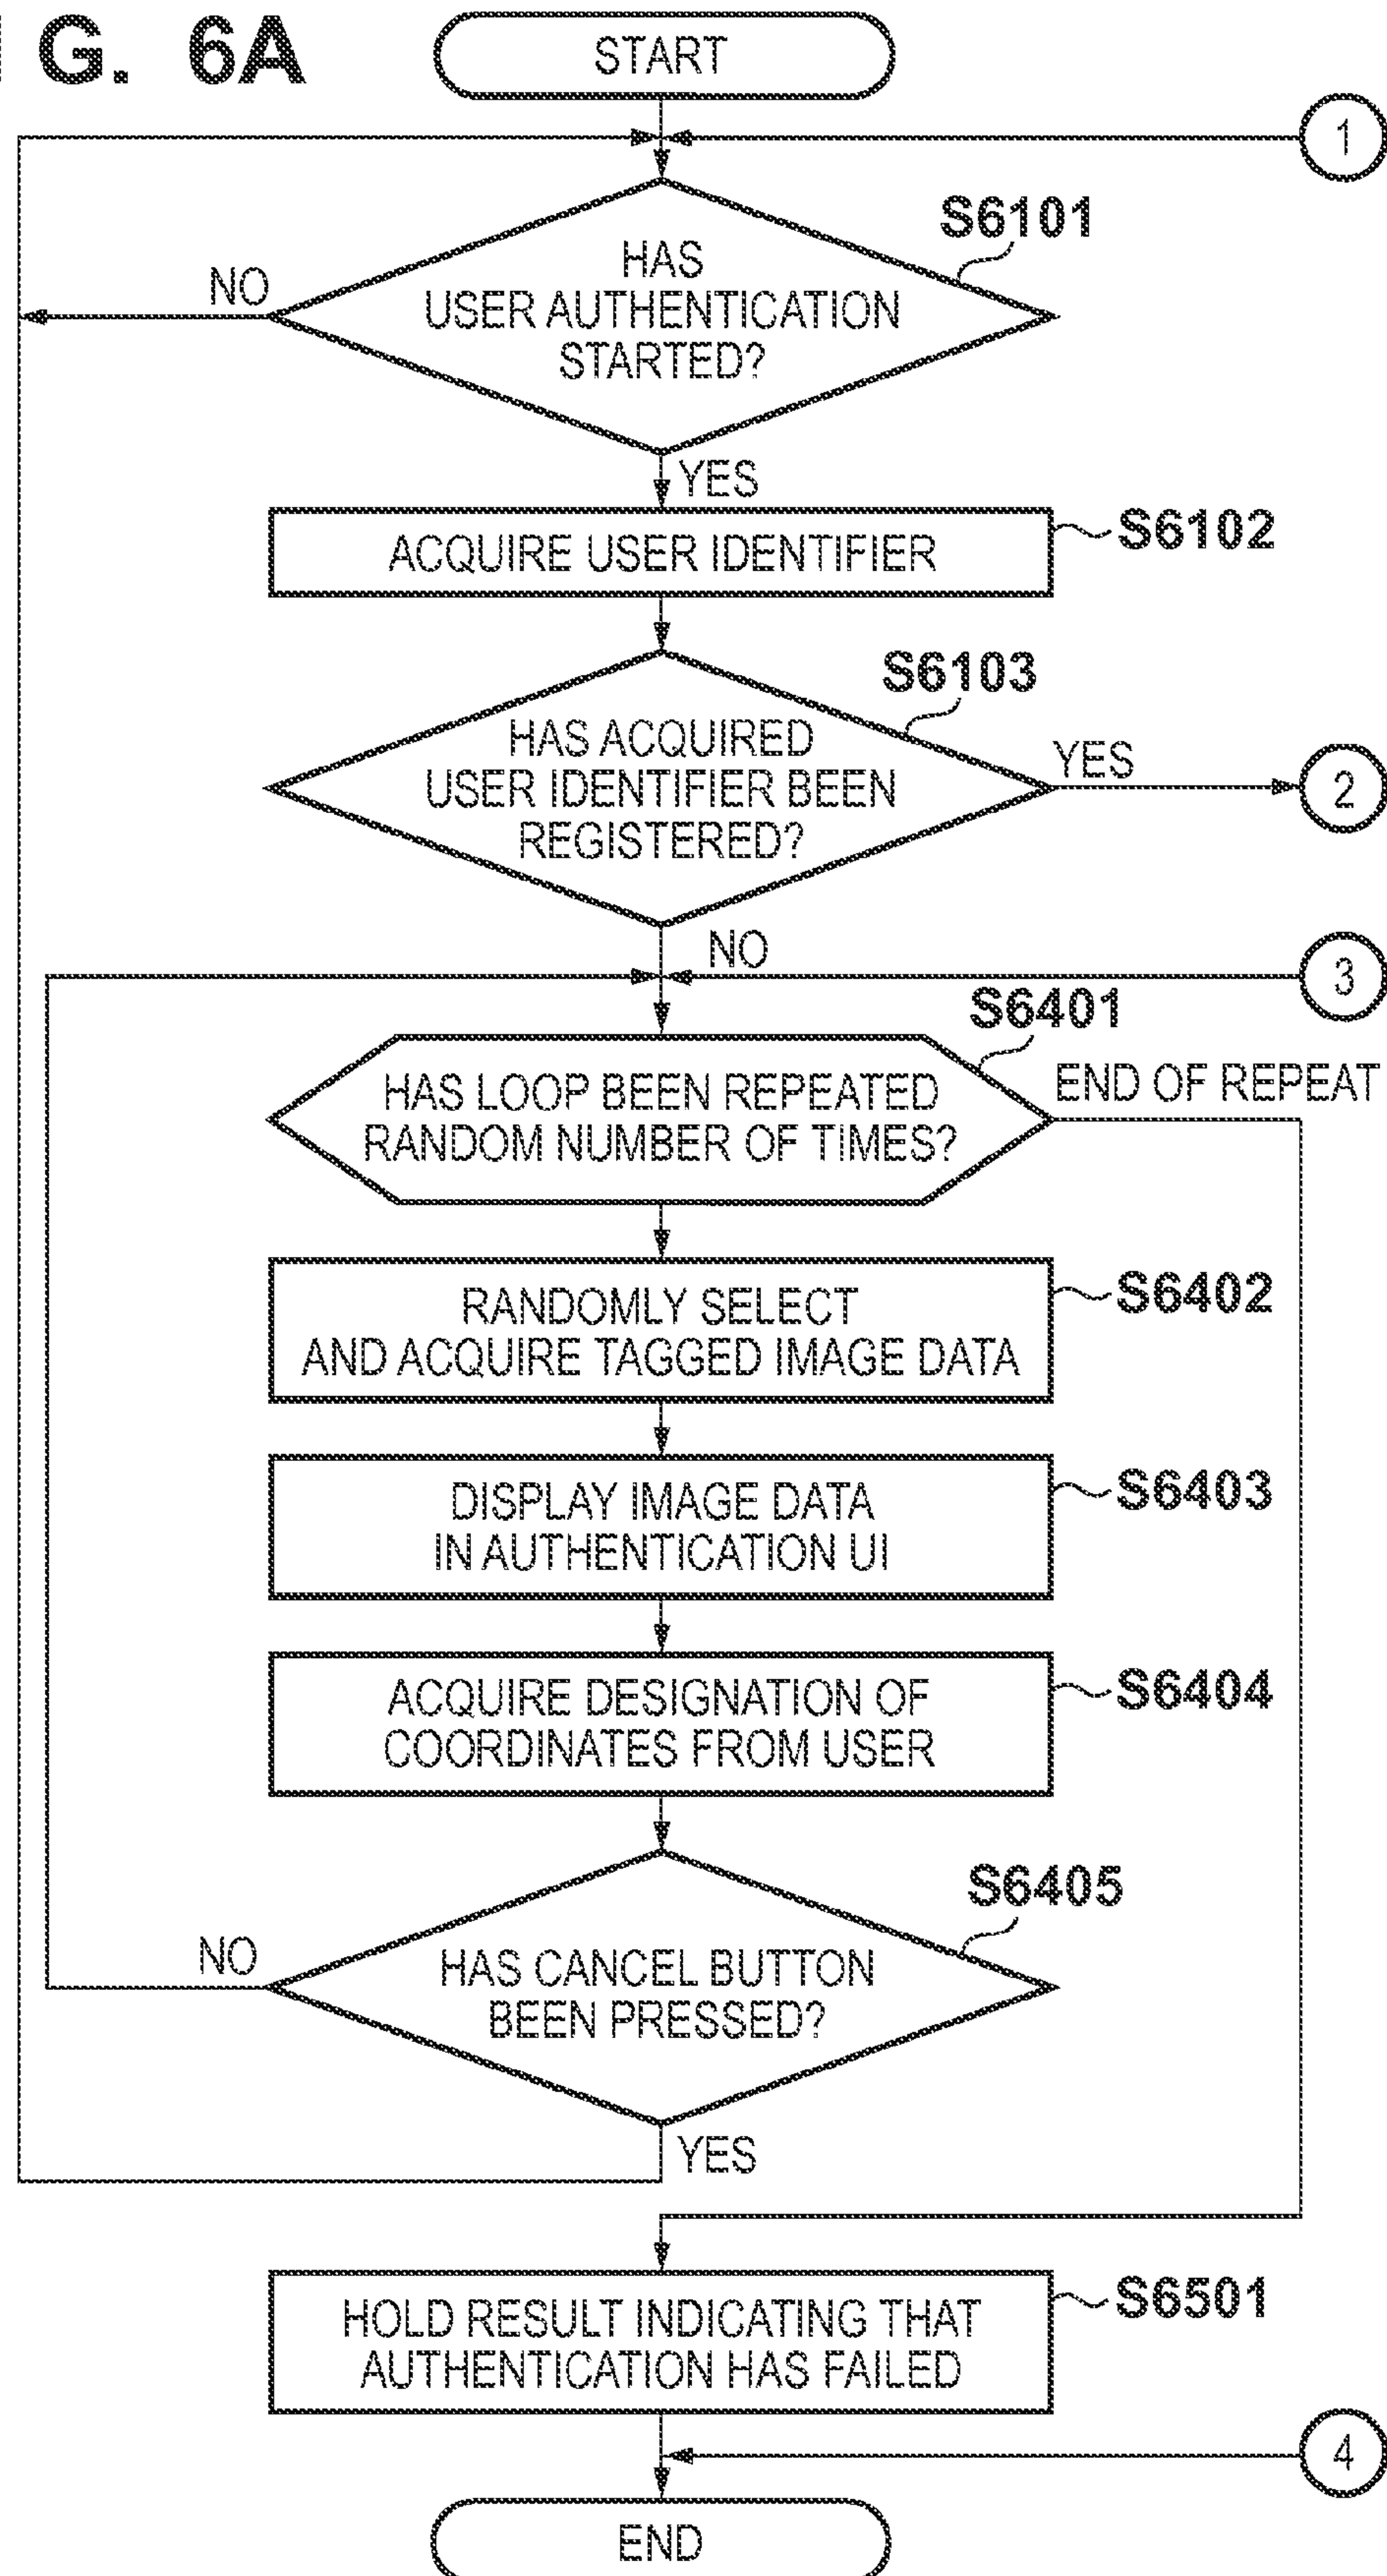 G. 6A
START
1
S6101
HAS
USER AUTHENTICATION
STARTED?
NO
YES
ACQUIRE USER IDENTIFIER
S6102
S6103
HAS ACQUIRED
USER IDENTIFIER BEEN
REGISTERED?
YES
2
NO
3
S6401
HAS LOOP BEEN REPEATED
RANDOM NUMBER OF TIMES?
END OF REPEAT
RANDOMLY SELECT
AND ACQUIRE TAGGED IMAGE DATA
S6402
DISPLAY IMAGE DATA
IN AUTHENTICATION UI
S6403
ACQUIRE DESIGNATION OF
COORDINATES FROM USER
S6404
S6405
HAS CANCEL BUTTON
BEEN PRESSED?
NO
YES
HOLD RESULT INDICATING THAT
AUTHENTICATION HAS FAILED
S6501
4
END